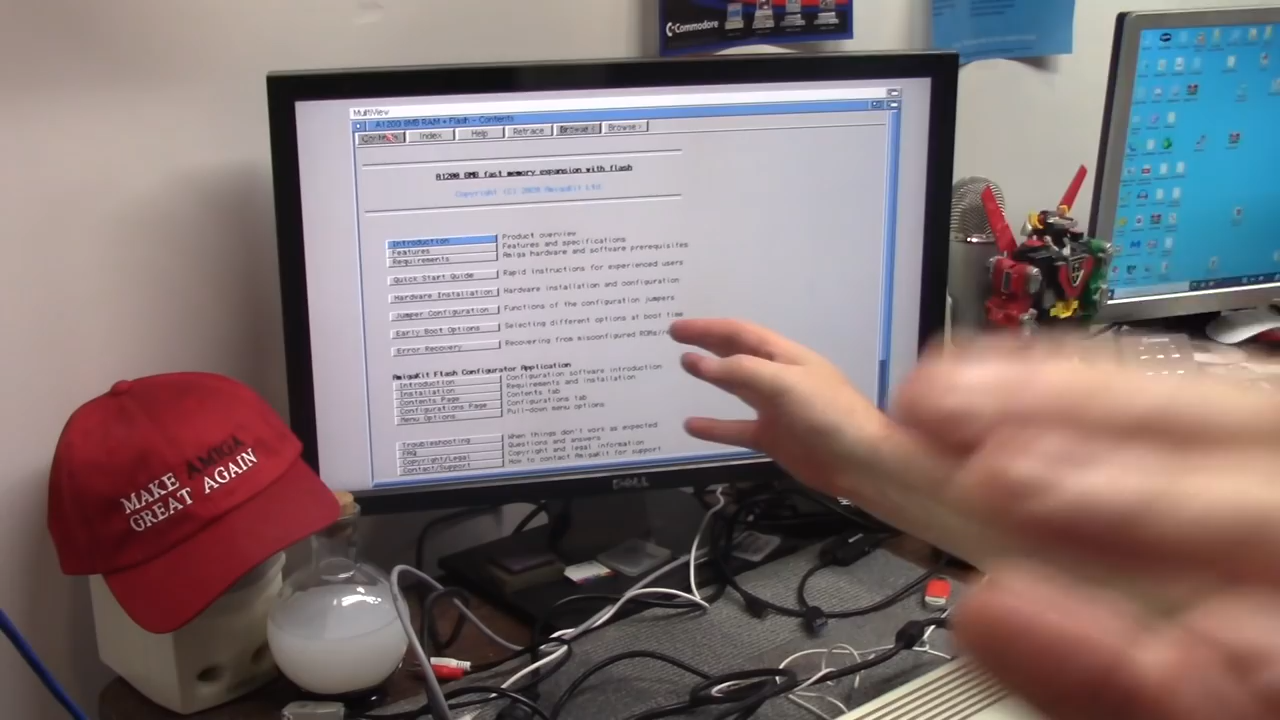 Commodore
MultiView
A1200 8MB RAM + Flash - Contents
Contents Index Help Retrace Browse < Browse >
A1200 8MB fast memory expansion with flash
Copyright (C) 2020 AmigaKit Ltd
Introduction Product overview
Features Features and specifications
Requirements Amiga hardware and software prerequisites
Quick Start Guide Rapid instructions for experienced users
Hardware Installation Hardware installation and configuration
Jumper Configuration Functions of the configuration jumpers
Early Boot Options Selecting different options at boot time
Error Recovery Recovering from misconfigured ROMs/
AmigaKit Flash Configurator Application
Introduction Configuration software introduction
Installation Requirements and installation
Contents Page Contents tab
Configurations Page Configurations tab
Menu Options Pull-down menu options
Troubleshooting When things don't work as expected
FAQ Questions and answers
Copyright/Legal Copyright and legal information
Contact/Support How to contact AmigaKit for support
DELL
MAKE AMIGA
GREAT AGAIN